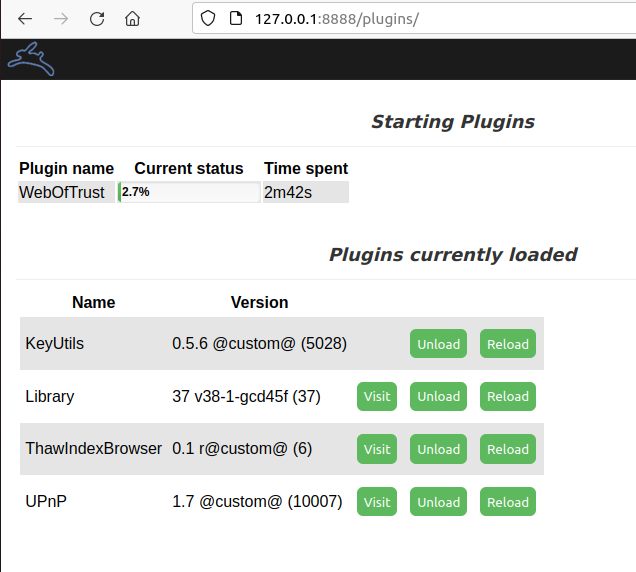 127.0.0.1:8888/plugins/
Starting Plugins
Plugin name Current status Time spent
WebOfTrust 2.7% 2m42s
Plugins currently loaded
Name Version
KeyUtils 0.5.6 @custom@ (5028) Unload Reload
Library 37 v38-1-gcd45f (37) Visit Unload Reload
ThawIndexBrowser 0.1 r@custom@ (6) Visit Unload Reload
UPnP 1.7 @custom@ (10007) Visit Unload Reload